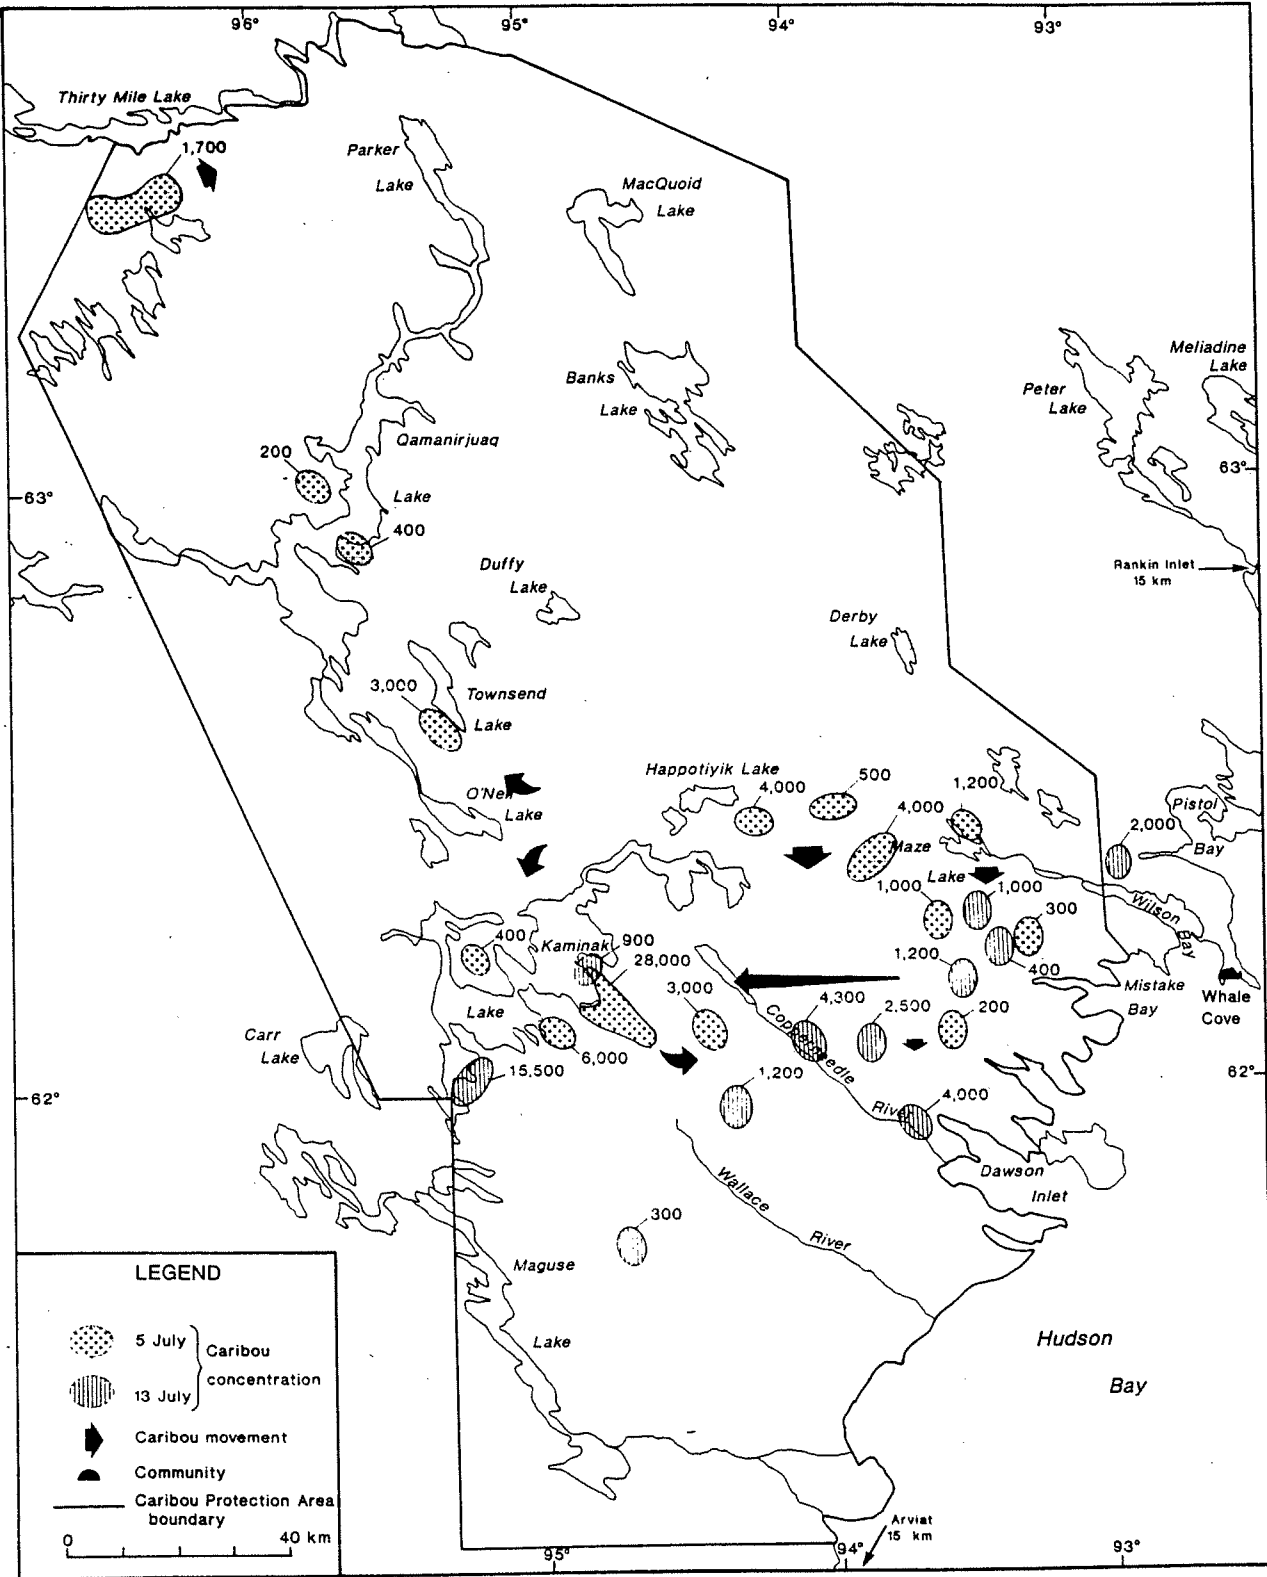 96°
95°
94°
93°
Thirty Mile Lake
1,700
Parker
Lake
MacQuoid
Lake
Meliadine
Lake
Banks
Lake
Peter
Lake
Qamanirjuaq
Lake
200
63°
63°
400
Duffy
Lake
Rankin Inlet
15 km
Derby
Lake
3,000
Townsend
Lake
Happotiyik Lake
4,000
500
1,200
O'Neil
Lake
4,000
Pistol
Bay
2,000
Maze
Lake
1,000
1,000
300
Wilson
Bay
400
Kaminak
Lake
900
28,000
1,200
400
Mistake
Bay
Whale
Cove
3,000
4,300
2,500
200
Copperneedle
River
Carr
Lake
6,000
15,500
1,200
4,000
62°
62°
Dawson
Inlet
Wallace
River
300
Maguse
Lake
Hudson
Bay
LEGEND
5 July
13 July
Caribou
concentration
Caribou movement
Community
Caribou Protection Area
boundary
0
40 km
Arviat
15 km
95°
94°
93°